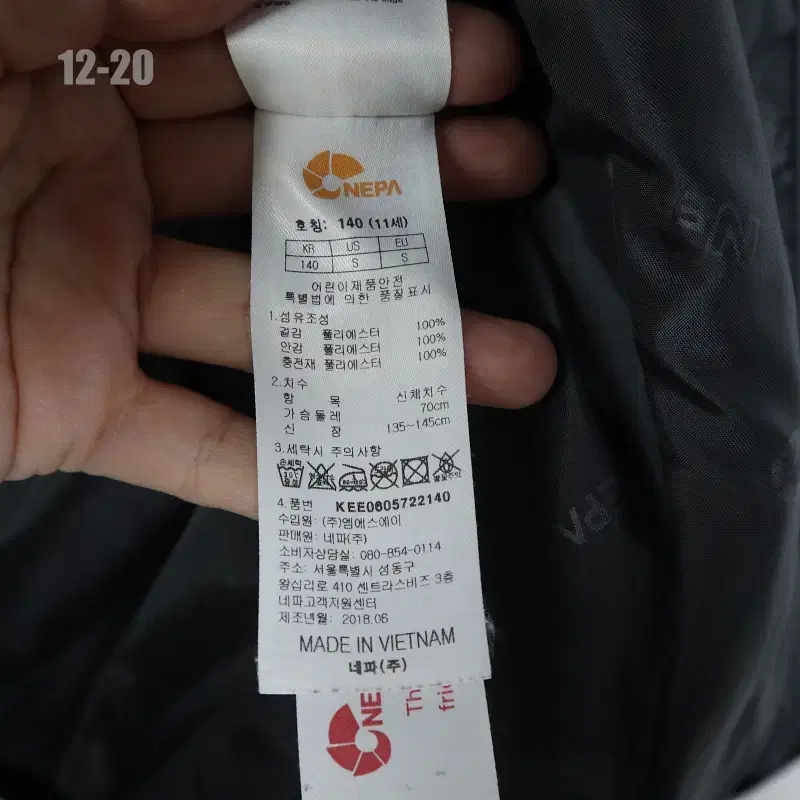 12-20
NEPA
호칭: 140 (11세)
KR US EU
140 S S
어린이제품안전
특별법에 의한 품질표시
1.섬유조성
겉감 폴리에스터 100%
안감 폴리에스터 100%
충전재 폴리에스터 100%
2.치수
항 목 신체치수
가슴둘레 70cm
신 장 135~145cm
3.세탁시 주의사항
손세탁
30℃
4.품번 KEE0605722140
수입원: (주)엠에스에이
판매원: 네파(주)
소비자상담실: 080-854-0114
주소: 서울특별시 성동구
왕십리로 410 센트라스비즈 3층
네파고객지원센터
제조년월: 2018.06
MADE IN VIETNAM
네파(주)
NE
Th
fri